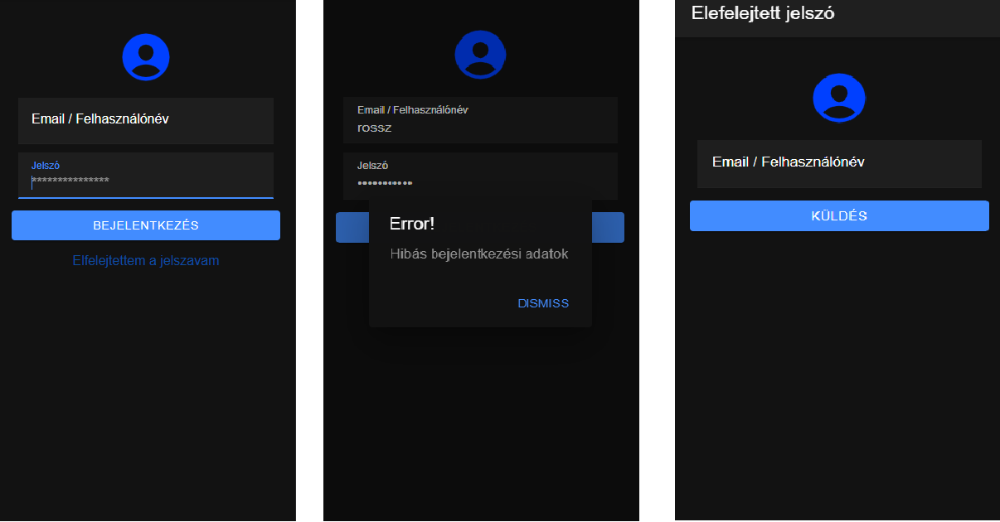 Email / Felhasználónév
Jelszó
***************
BEJELENTKEZÉS
Elfelejtettem a jelszavam
Email / Felhasználónév
rossz
Jelszó
•••••••••••
Error!
Hibás bejelentkezési adatok
DISMISS
Elefelejtett jelszó
Email / Felhasználónév
KÜLDÉS